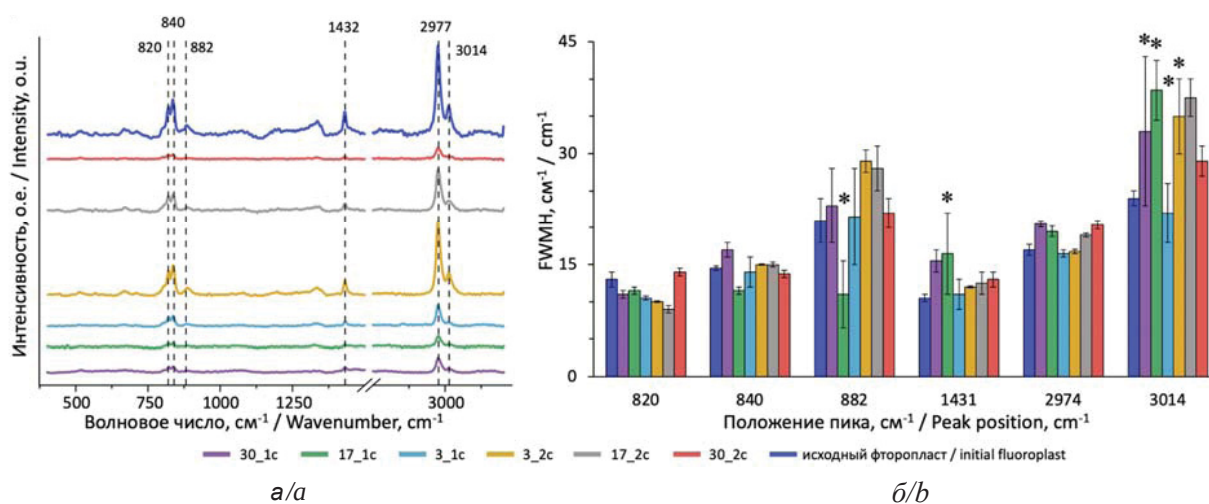 840
820
882
1432
2977
3014
Интенсивность, о.е. / Intensity, o.u.
500 750 1000 1250 3000
Волновое число, см⁻¹ / Wavenumber, cm⁻¹
45
30
15
0
FWMH, см⁻¹ / cm⁻¹
* * * * * *
820 840 882 1431 2974 3014
Положение пика, см⁻¹ / Peak position, cm⁻¹
30_1c 17_1c 3_1c 3_2c 17_2c 30_2c исходный фторопласт / initial fluoroplast
а/a
б/b